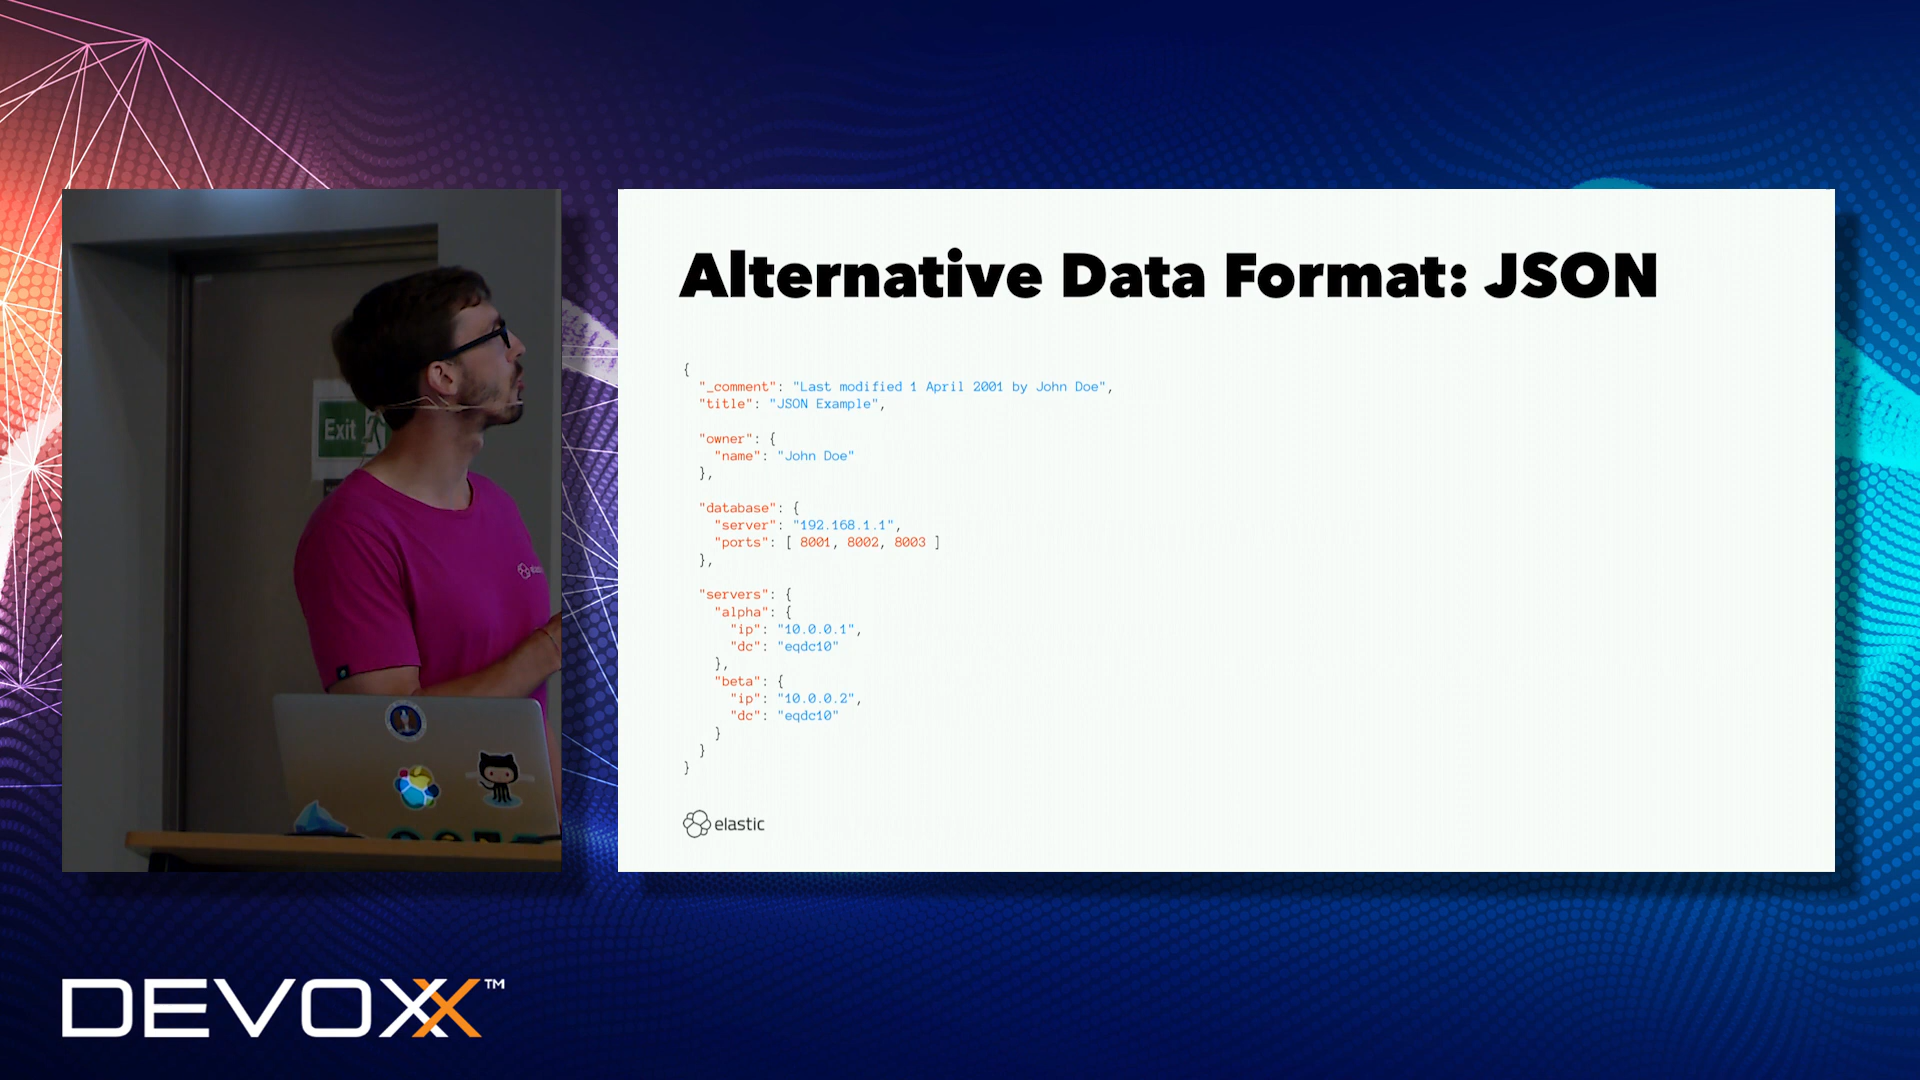 Alternative Data Format: JSON
{
"_comment": "Last modified 1 April 2001 by John Doe",
"title": "JSON Example",
"owner": {
"name": "John Doe"
},
"database": {
"server": "192.168.1.1",
"ports": [ 8001, 8002, 8003 ]
},
"servers": {
"alpha": {
"ip": "10.0.0.1",
"dc": "eqdc10"
},
"beta": {
"ip": "10.0.0.2",
"dc": "eqdc10"
}
}
}
elastic
Exit
DEVOXX™